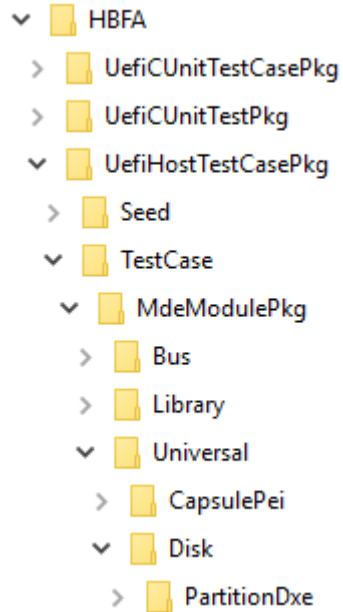 HBFA
UefiCUnitTestCasePkg
UefiCUnitTestPkg
UefiHostTestCasePkg
Seed
TestCase
MdeModulePkg
Bus
Library
Universal
CapsulePei
Disk
PartitionDxe